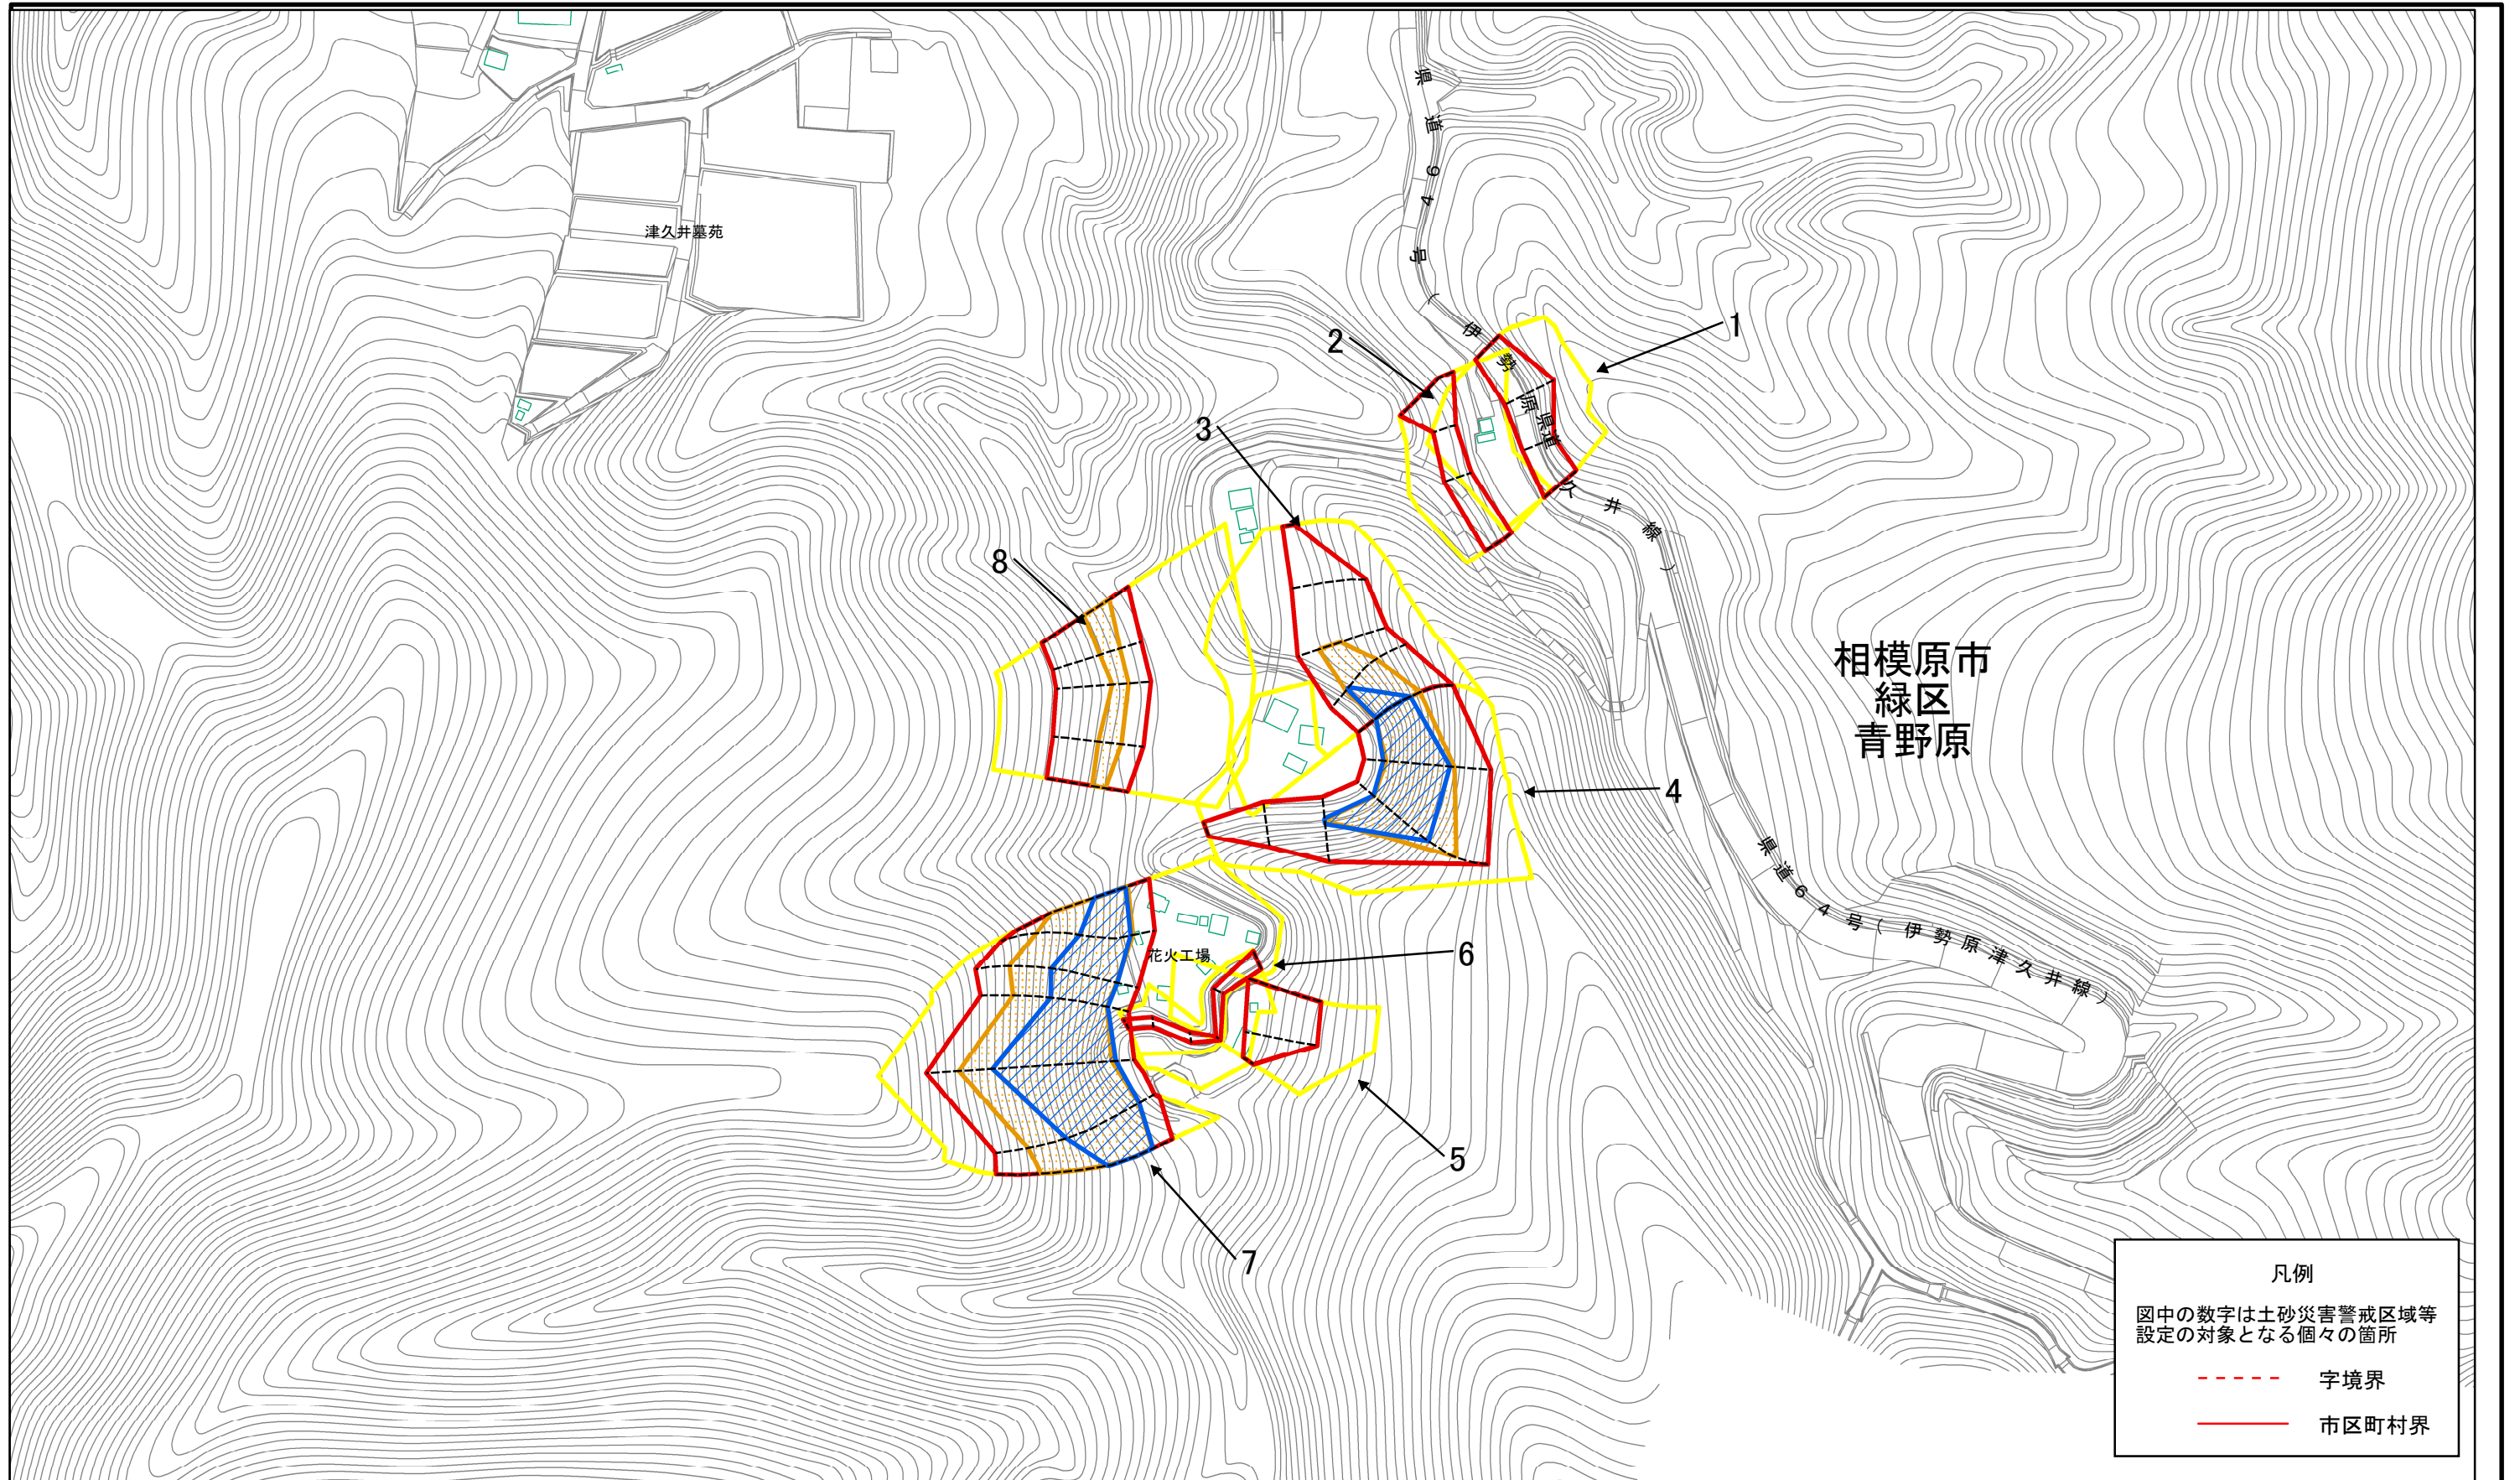 県道94号(伊勢
原県道
久井線)
津久井墓苑
1
2
3
8
相模原市
緑区
青野原
4
県道64号(伊勢原津久井線)
花火工場
6
5
7
凡例
図中の数字は土砂災害警戒区域等
設定の対象となる個々の箇所
字境界
市区町村界